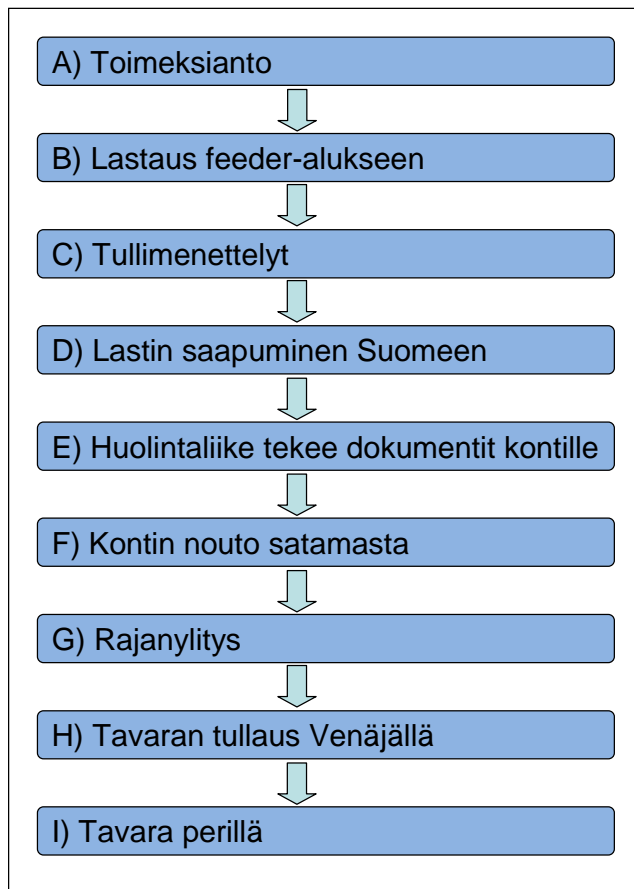 A) Toimeksianto
B) Lastaus feeder-alukseen
C) Tullimenettelyt
D) Lastin saapuminen Suomeen
E) Huolintaliike tekee dokumentit kontille
F) Kontin nouto satamasta
G) Rajanylitys
H) Tavaran tullaus Venäjällä
I) Tavara perillä